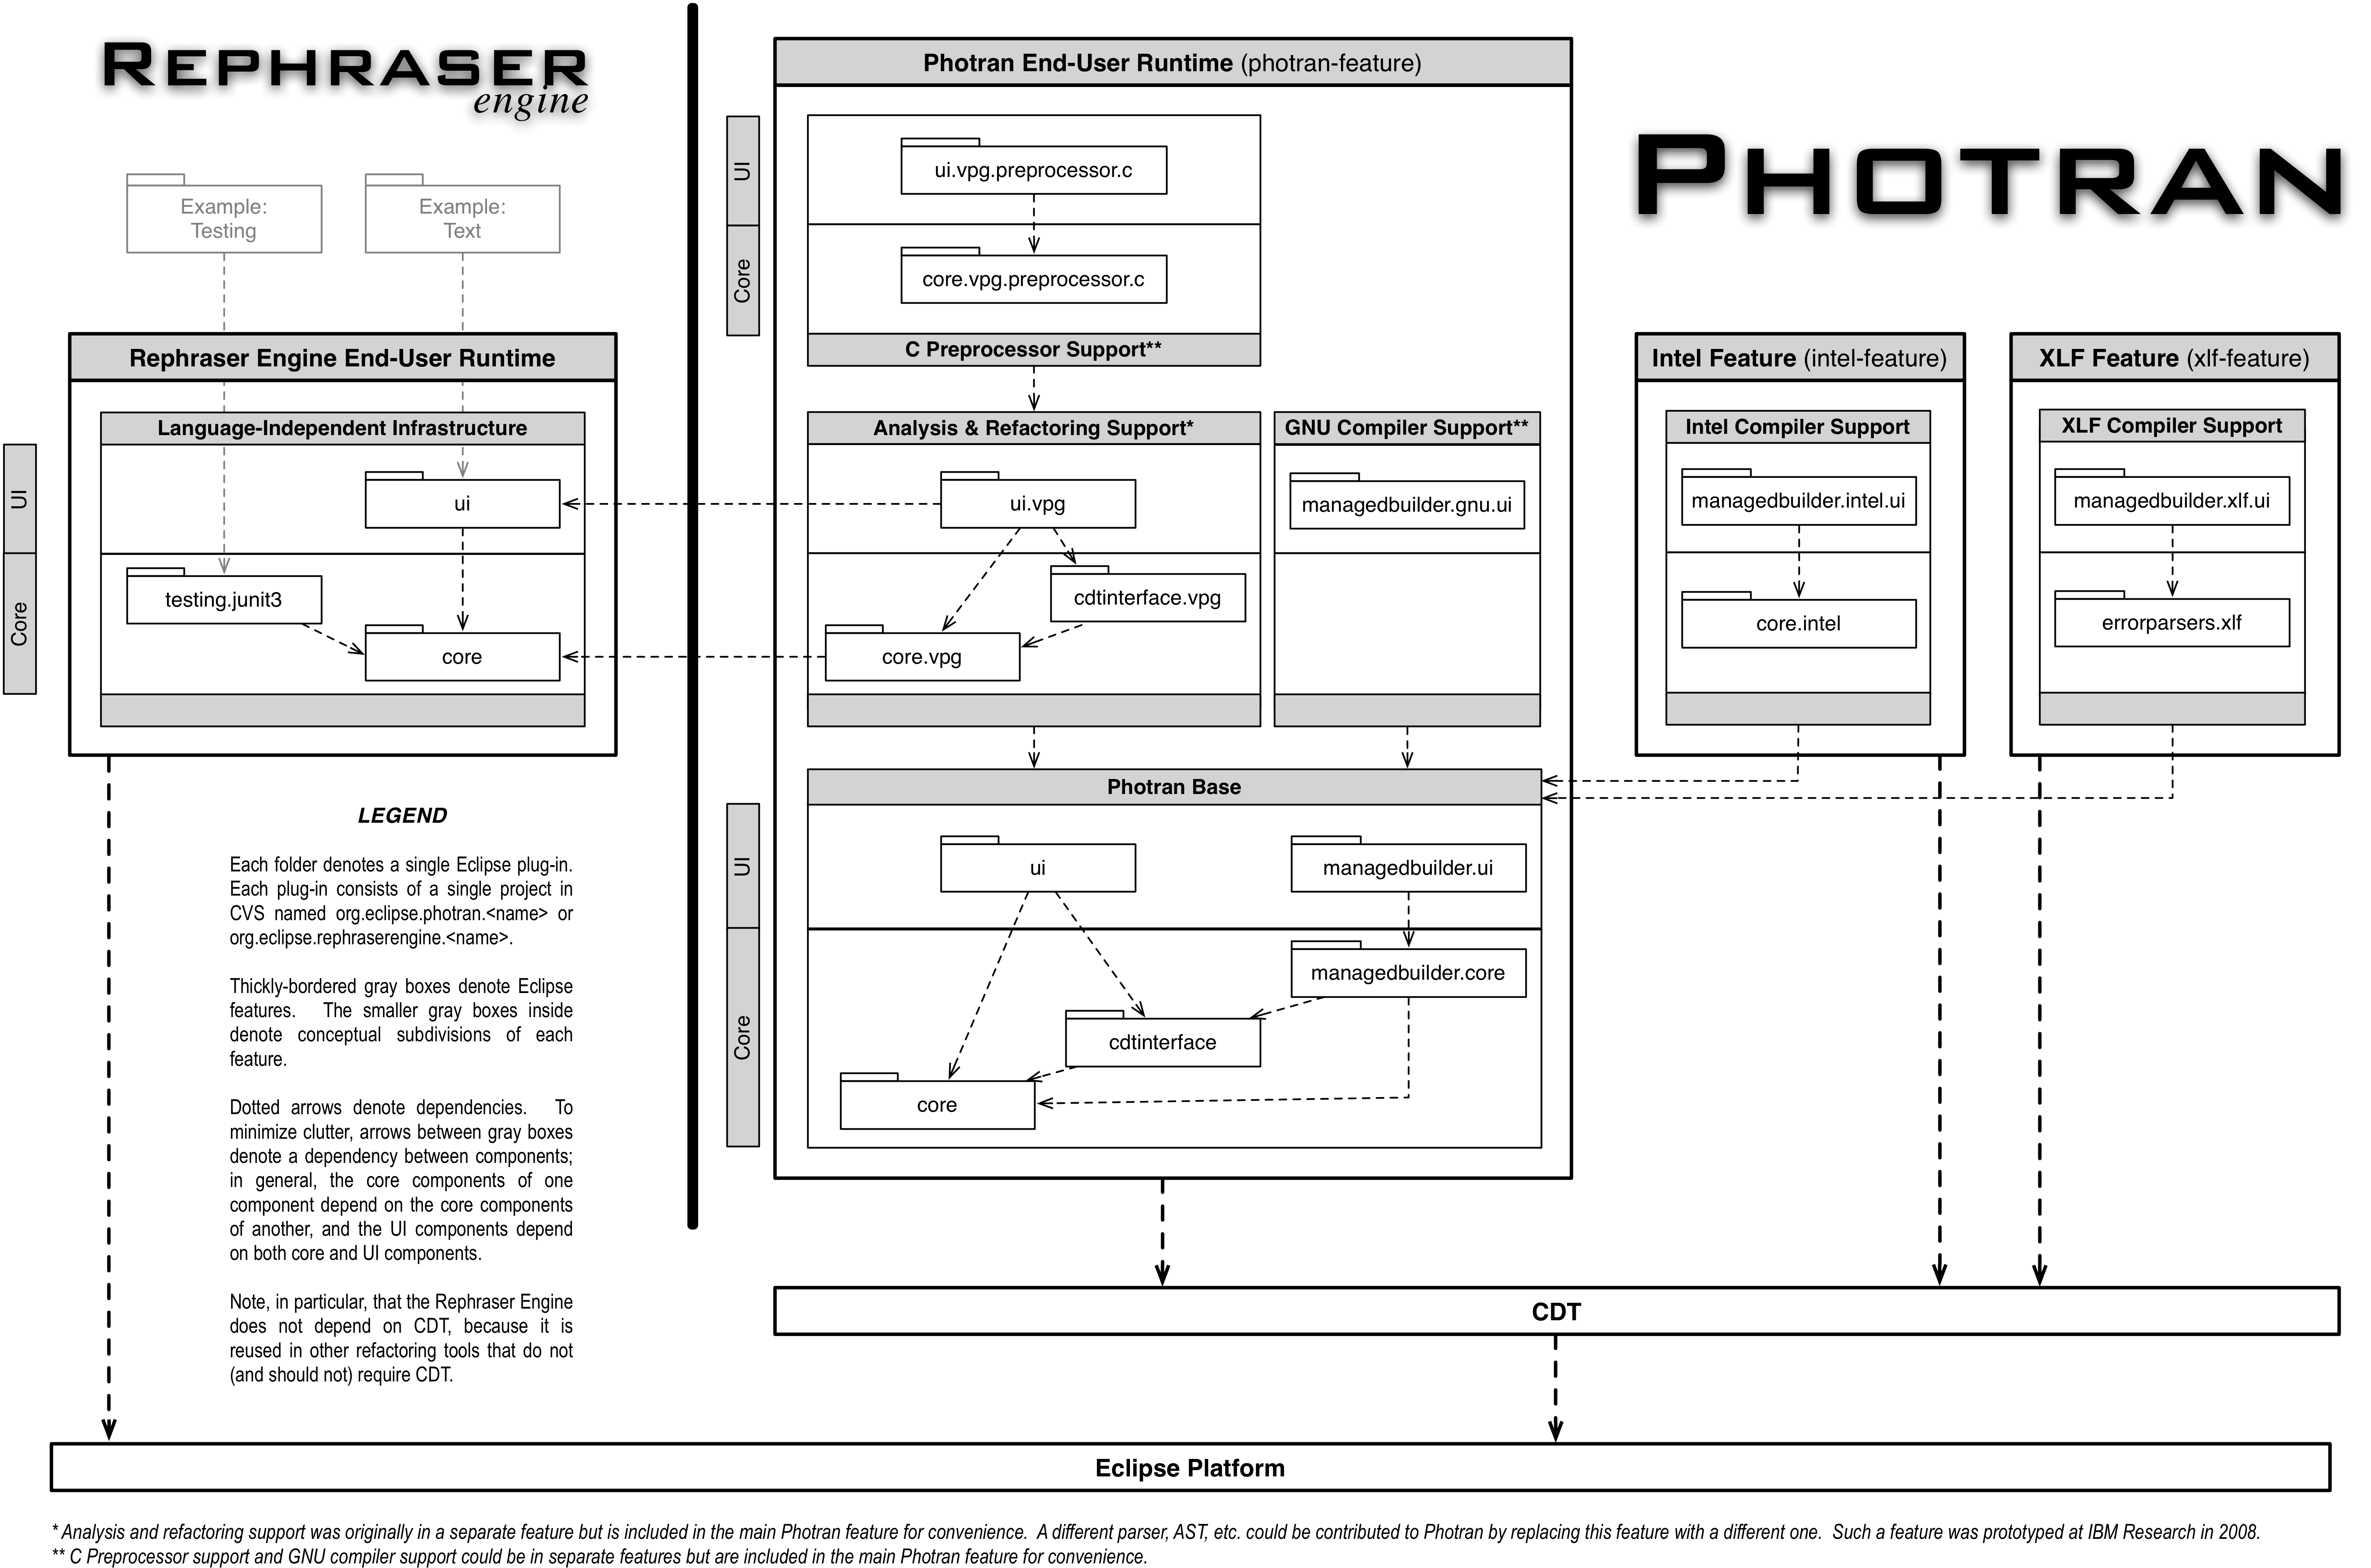 REPHRASER
engine
PHOTRAN
Example:
Testing
Example:
Text
Rephraser Engine End-User Runtime
Language-Independent Infrastructure
UI
Core
ui
testing.junit3
core
LEGEND
Each folder denotes a single Eclipse plug-in.
Each plug-in consists of a single project in
CVS named org.eclipse.photran.<name> or
org.eclipse.rephraserengine.<name>.
Thickly-bordered gray boxes denote Eclipse
features. The smaller gray boxes inside
denote conceptual subdivisions of each
feature.
Dotted arrows denote dependencies. To
minimize clutter, arrows between gray boxes
denote a dependency between components;
in general, the core components of one
component depend on the core components
of another, and the UI components depend
on both core and UI components.
Note, in particular, that the Rephraser Engine
does not depend on CDT, because it is
reused in other refactoring tools that do not
(and should not) require CDT.
Photran End-User Runtime (photran-feature)
UI
Core
ui.vpg.preprocessor.c
core.vpg.preprocessor.c
C Preprocessor Support**
Analysis & Refactoring Support*
ui.vpg
cdtinterface.vpg
core.vpg
GNU Compiler Support**
managedbuilder.gnu.ui
Photran Base
UI
Core
ui
managedbuilder.ui
managedbuilder.core
cdtinterface
core
Intel Feature (intel-feature)
Intel Compiler Support
managedbuilder.intel.ui
core.intel
XLF Feature (xlf-feature)
XLF Compiler Support
managedbuilder.xlf.ui
errorparsers.xlf
CDT
Eclipse Platform
* Analysis and refactoring support was originally in a separate feature but is included in the main Photran feature for convenience. A different parser, AST, etc. could be contributed to Photran by replacing this feature with a different one. Such a feature was prototyped at IBM Research in 2008.
** C Preprocessor support and GNU compiler support could be in separate features but are included in the main Photran feature for convenience.